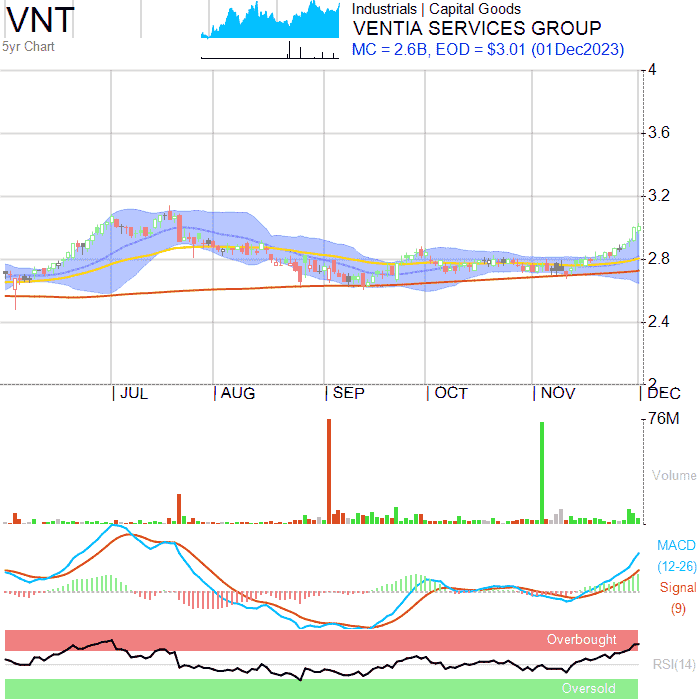 VNT
5yr Chart
Industrials | Capital Goods
VENTIA SERVICES GROUP
MC = 2.6B, EOD = $3.01 (01Dec2023)
4
3.6
3.2
2.8
2.4
2
JUL AUG SEP OCT NOV DEC
76M
Volume
MACD
(12-26)
Signal
(9)
Overbought
RSI(14)
Oversold